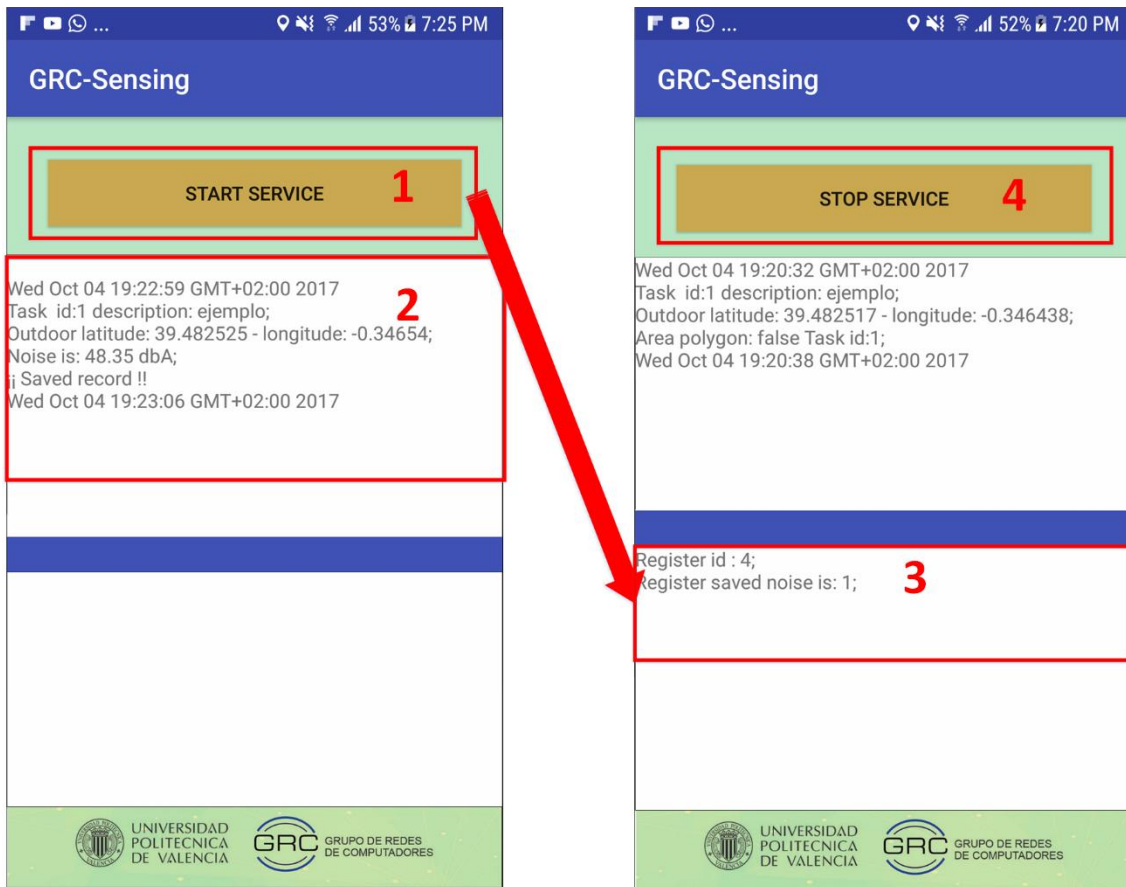 ... 53% 7:25 PM
GRC-Sensing
START SERVICE 1
2
Wed Oct 04 19:22:59 GMT+02:00 2017
Task id:1 description: ejemplo;
Outdoor latitude: 39.482525 - longitude: -0.34654;
Noise is: 48.35 dbA;
¡¡ Saved record !!
Wed Oct 04 19:23:06 GMT+02:00 2017
UNIVERSIDAD
POLITECNICA
DE VALENCIA
GRC GRUPO DE REDES
DE COMPUTADORES
... 52% 7:20 PM
GRC-Sensing
STOP SERVICE 4
Wed Oct 04 19:20:32 GMT+02:00 2017
Task id:1 description: ejemplo;
Outdoor latitude: 39.482517 - longitude: -0.346438;
Area polygon: false Task id:1;
Wed Oct 04 19:20:38 GMT+02:00 2017
Register id : 4;
Register saved noise is: 1;
3
UNIVERSIDAD
POLITECNICA
DE VALENCIA
GRC GRUPO DE REDES
DE COMPUTADORES